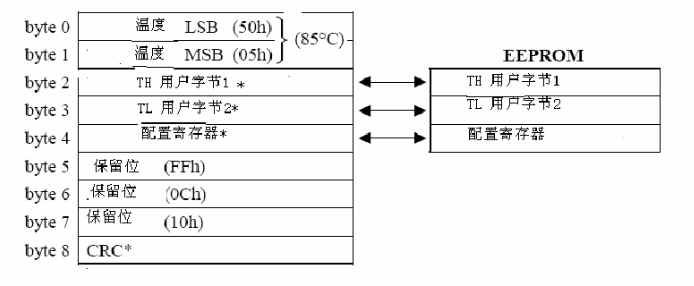 byte 0 温度 LSB (50h)
byte 1 温度 MSB (05h)
(85°C)
EEPROM
byte 2 TH 用户字节1 * TH 用户字节1
byte 3 TL 用户字节2* TL 用户字节2
byte 4 配置寄存器* 配置寄存器
byte 5 保留位 (FFh)
byte 6 保留位 (0Ch)
byte 7 保留位 (10h)
byte 8 CRC*